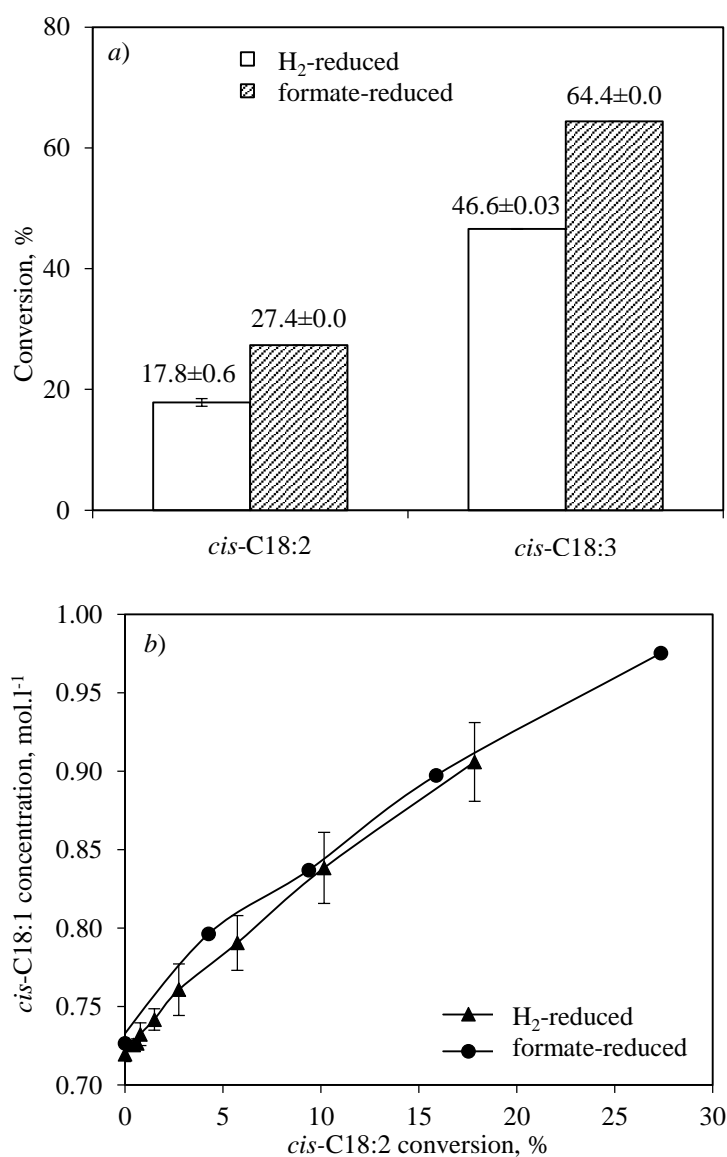 80
60
40
20
0
Conversion, %
a)
H₂-reduced
formate-reduced
17.8±0.6
27.4±0.0
46.6±0.03
64.4±0.0
cis-C18:2
cis-C18:3
1.00
0.95
0.90
0.85
0.80
0.75
0.70
cis-C18:1 concentration, mol.l⁻¹
b)
H₂-reduced
formate-reduced
0 5 10 15 20 25 30
cis-C18:2 conversion, %